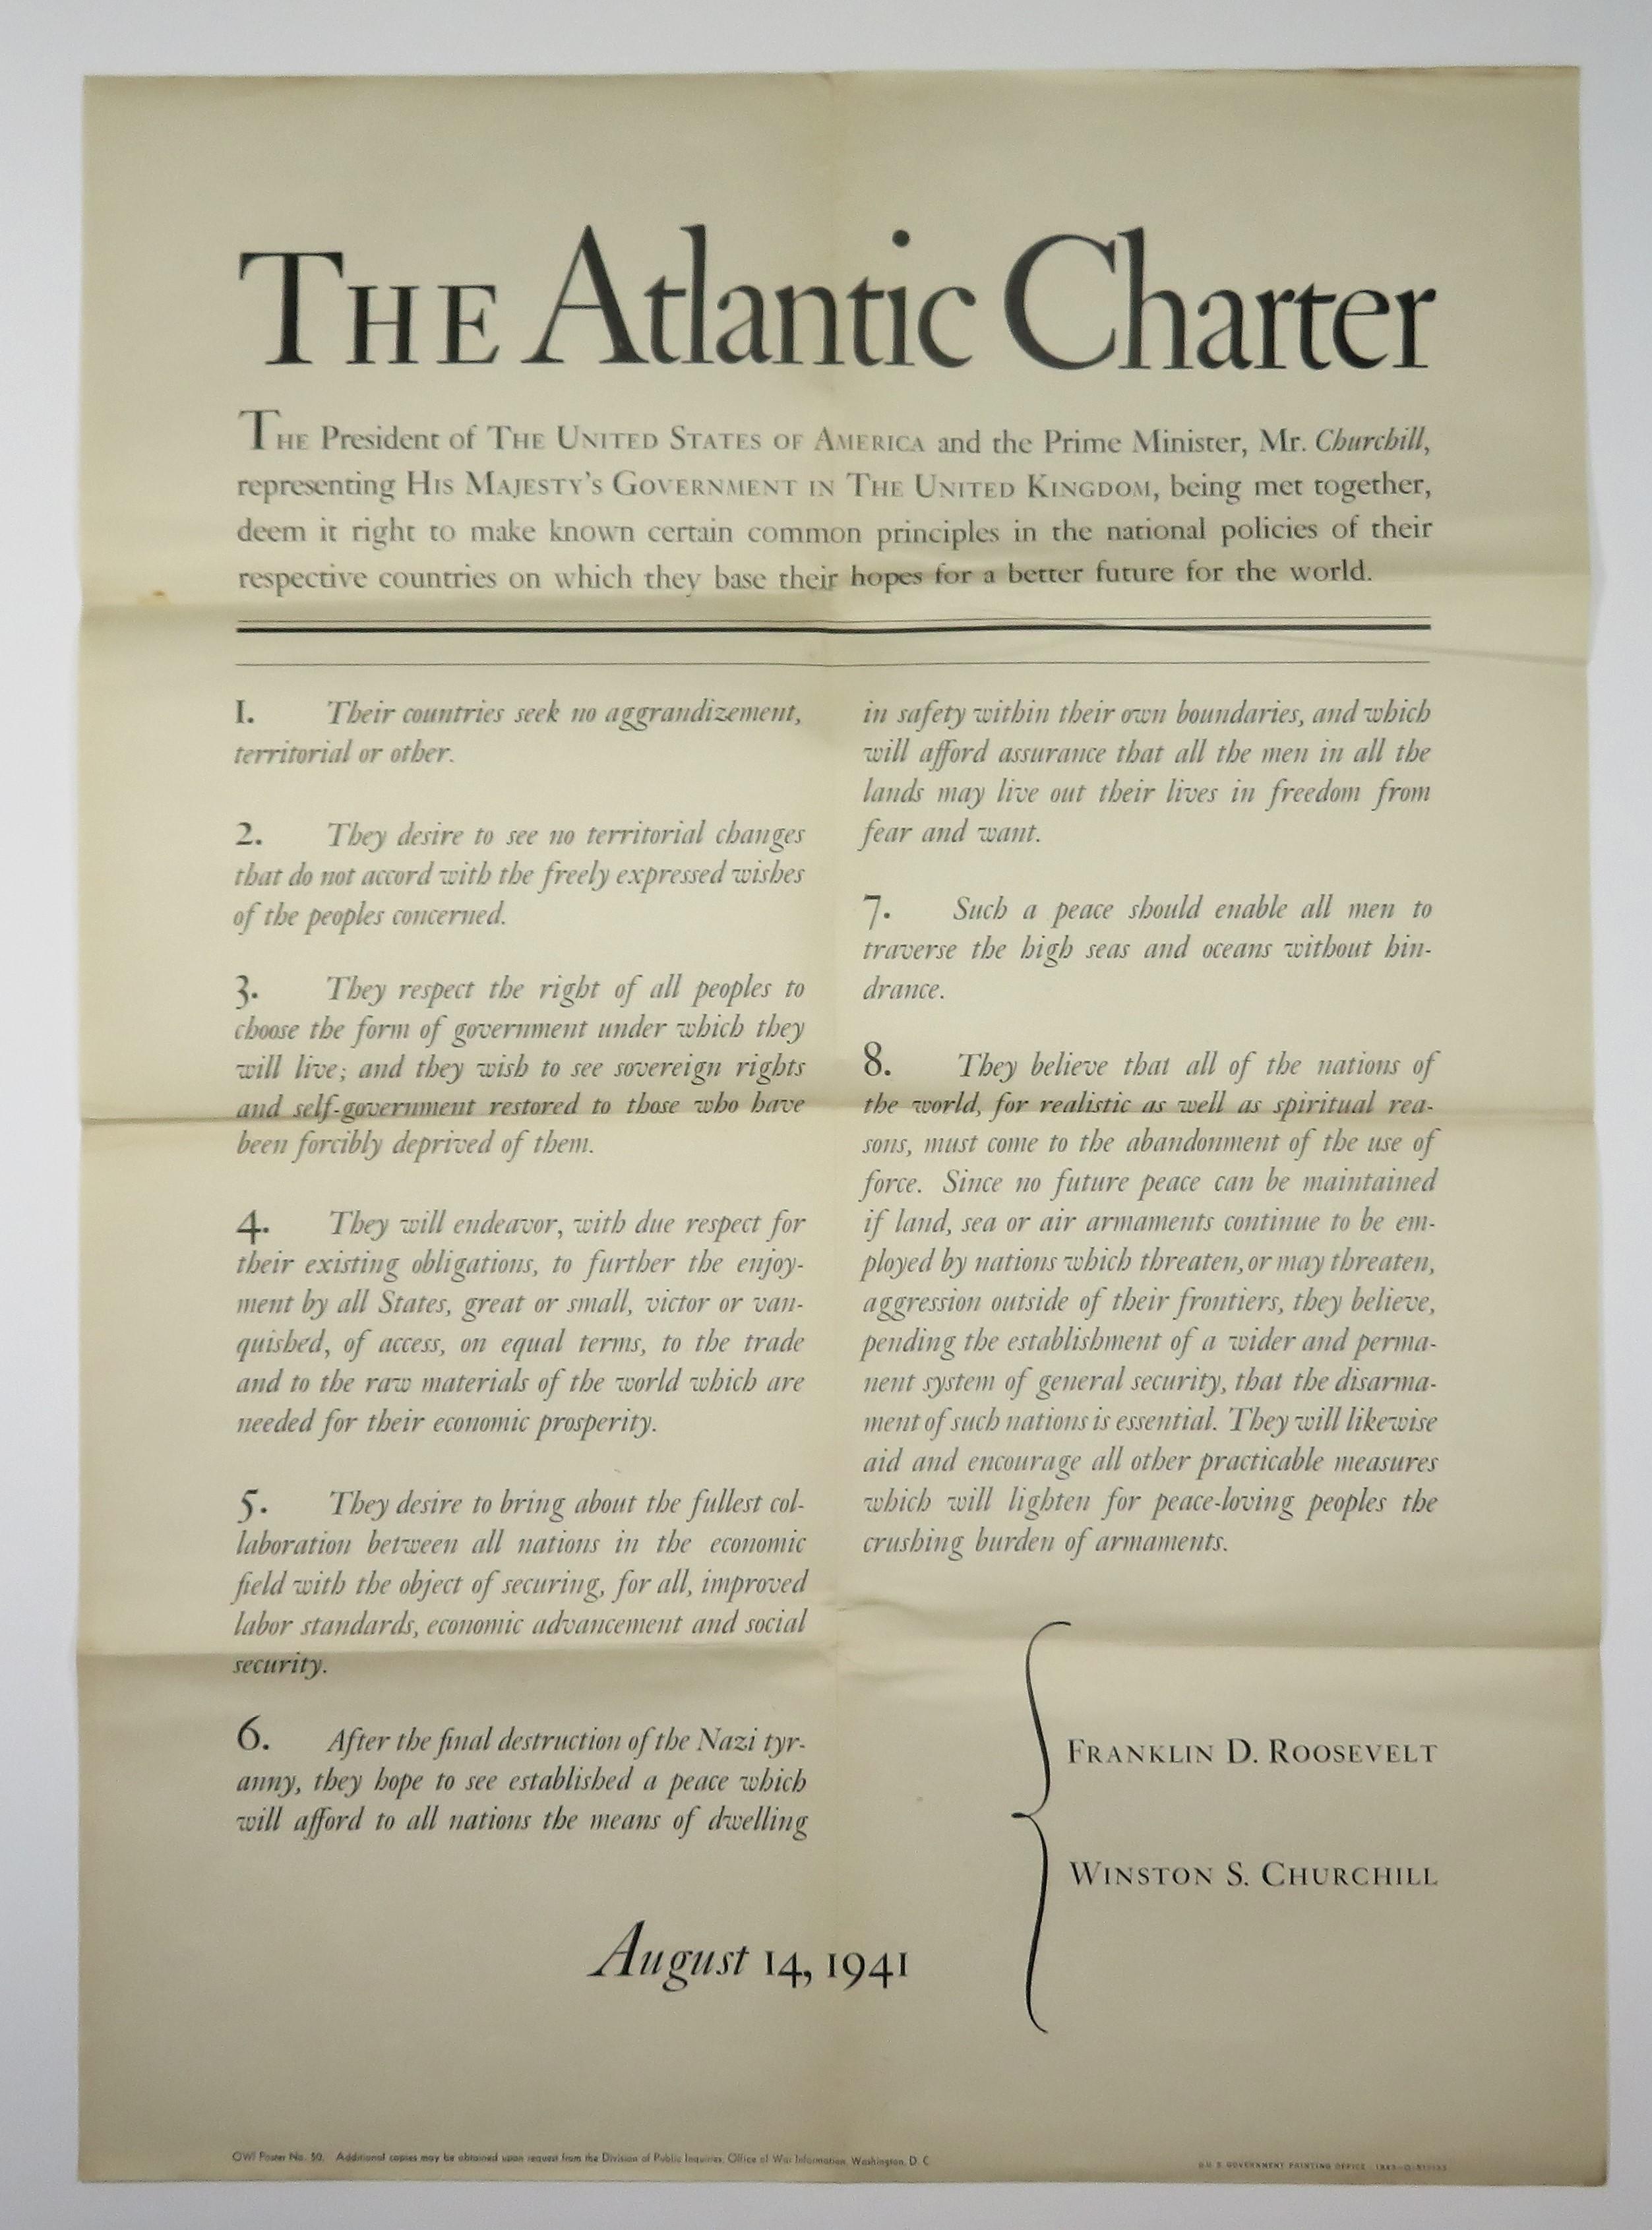 THE Atlantic Charter
THE President of THE UNITED STATES OF AMERICA and the Prime Minister, Mr. Churchill,
representing HIS MAJESTY'S GOVERNMENT IN THE UNITED KINGDOM, being met together,
deem it right to make known certain common principles in the national policies of their
respective countries on which they base their hopes for a better future for the world.
1. Their countries seek no aggrandizement,
territorial or other.
2. They desire to see no territorial changes
that do not accord with the freely expressed wishes
of the peoples concerned.
3. They respect the right of all peoples to
choose the form of government under which they
will live; and they wish to see sovereign rights
and self-government restored to those who have
been forcibly deprived of them.
4. They will endeavor, with due respect for
their existing obligations, to further the enjoy-
ment by all States, great or small, victor or van-
quished, of access, on equal terms, to the trade
and to the raw materials of the world which are
needed for their economic prosperity.
5. They desire to bring about the fullest col-
laboration between all nations in the economic
field with the object of securing, for all, improved
labor standards, economic advancement and social
security.
6. After the final destruction of the Nazi tyr-
anny, they hope to see established a peace which
will afford to all nations the means of dwelling
in safety within their own boundaries, and which
will afford assurance that all the men in all the
lands may live out their lives in freedom from
fear and want.
7. Such a peace should enable all men to
traverse the high seas and oceans without hin-
drance.
8. They believe that all of the nations of
the world, for realistic as well as spiritual rea-
sons, must come to the abandonment of the use of
force. Since no future peace can be maintained
if land, sea or air armaments continue to be em-
ployed by nations which threaten, or may threaten,
aggression outside of their frontiers, they believe,
pending the establishment of a wider and perma-
nent system of general security, that the disarma-
ment of such nations is essential. They will likewise
aid and encourage all other practicable measures
which will lighten for peace-loving peoples the
crushing burden of armaments.
FRANKLIN D. ROOSEVELT
WINSTON S. CHURCHILL
August 14, 1941
OWI Poster No. 50. Additional copies may be obtained upon request from the Division of Public Inquiries, Office of War Information, Washington, D. C.
U. S. GOVERNMENT PRINTING OFFICE